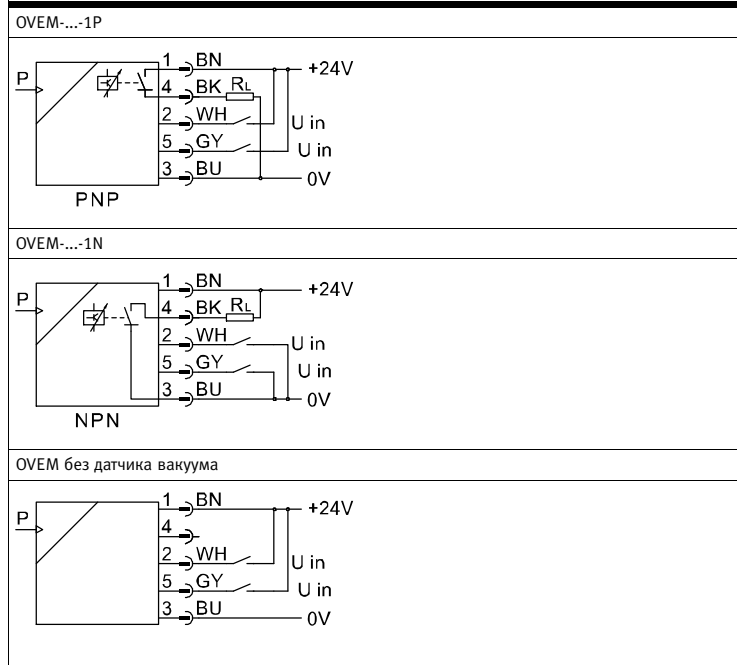 OVEM-...-1P
1 BN +24V
P
4 BK RL
2 WH U in
5 GY U in
3 BU 0V
PNP
OVEM-...-1N
1 BN +24V
P
4 BK RL
2 WH U in
5 GY U in
3 BU 0V
NPN
OVEM без датчика вакуума
1 BN +24V
P
4
2 WH U in
5 GY U in
3 BU 0V